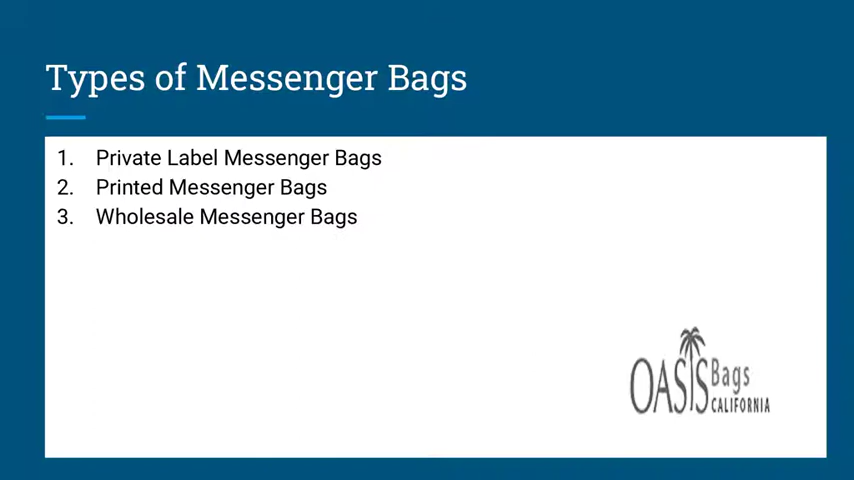 Types of Messenger Bags
1. Private Label Messenger Bags
2. Printed Messenger Bags
3. Wholesale Messenger Bags
OASIS Bags
CALIFORNIA